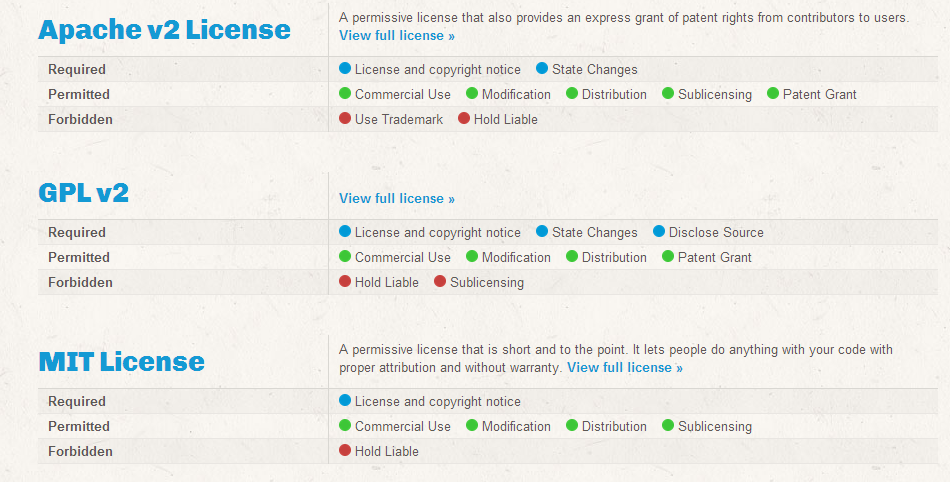 Apache v2 License
A permissive license that also provides an express grant of patent rights from contributors to users.
View full license »
Required License and copyright notice State Changes
Permitted Commercial Use Modification Distribution Sublicensing Patent Grant
Forbidden Use Trademark Hold Liable
GPL v2
View full license »
Required License and copyright notice State Changes Disclose Source
Permitted Commercial Use Modification Distribution Patent Grant
Forbidden Hold Liable Sublicensing
MIT License
A permissive license that is short and to the point. It lets people do anything with your code with
proper attribution and without warranty. View full license »
Required License and copyright notice
Permitted Commercial Use Modification Distribution Sublicensing
Forbidden Hold Liable